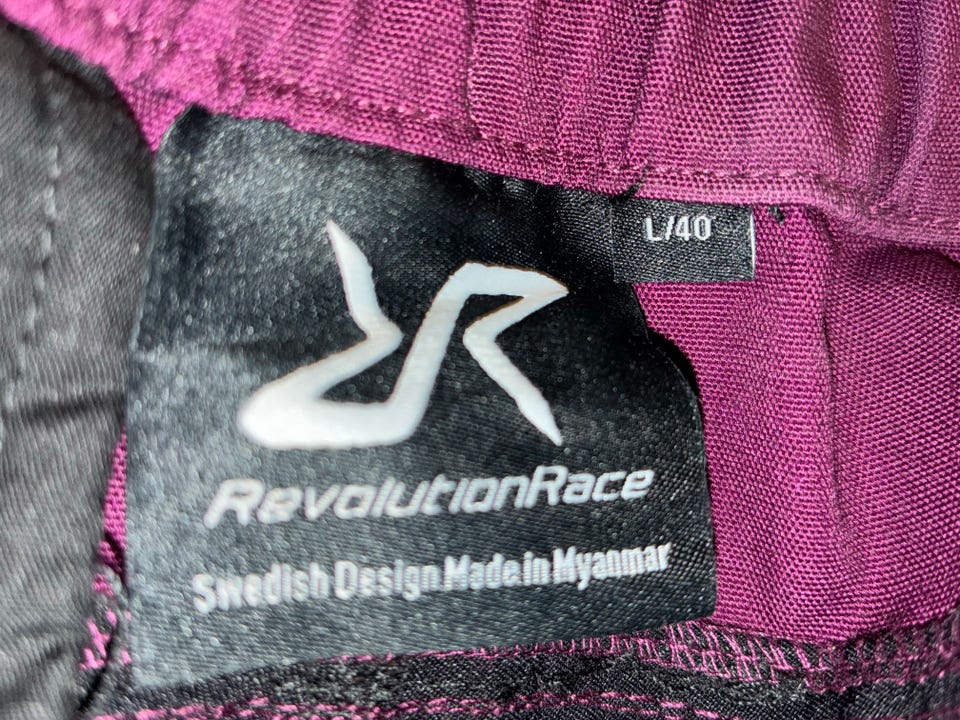 L/40
RevolutionRace
Swedish Design.Made in Myanmar